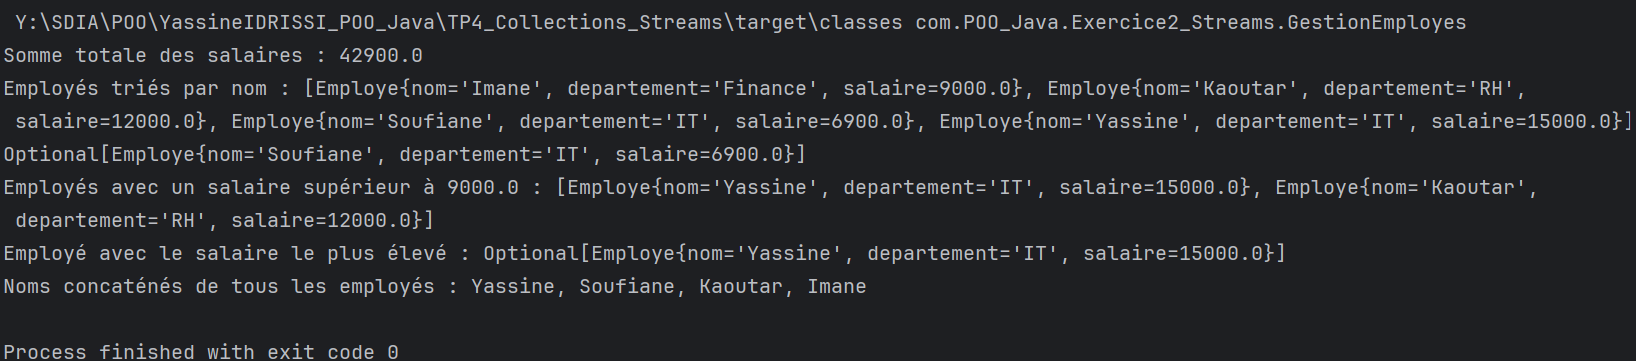 Y:\SDIA\POO\YassineIDRISSI_POO_Java\TP4_Collections_Streams\target\classes com.POO_Java.Exercice2_Streams.GestionEmployes
Somme totale des salaires : 42900.0
Employés triés par nom : [Employe{nom='Imane', departement='Finance', salaire=9000.0}, Employe{nom='Kaoutar', departement='RH',
salaire=12000.0}, Employe{nom='Soufiane', departement='IT', salaire=6900.0}, Employe{nom='Yassine', departement='IT', salaire=15000.0}]
Optional[Employe{nom='Soufiane', departement='IT', salaire=6900.0}]
Employés avec un salaire supérieur à 9000.0 : [Employe{nom='Yassine', departement='IT', salaire=15000.0}, Employe{nom='Kaoutar',
departement='RH', salaire=12000.0}]
Employé avec le salaire le plus élevé : Optional[Employe{nom='Yassine', departement='IT', salaire=15000.0}]
Noms concaténés de tous les employés : Yassine, Soufiane, Kaoutar, Imane
Process finished with exit code 0